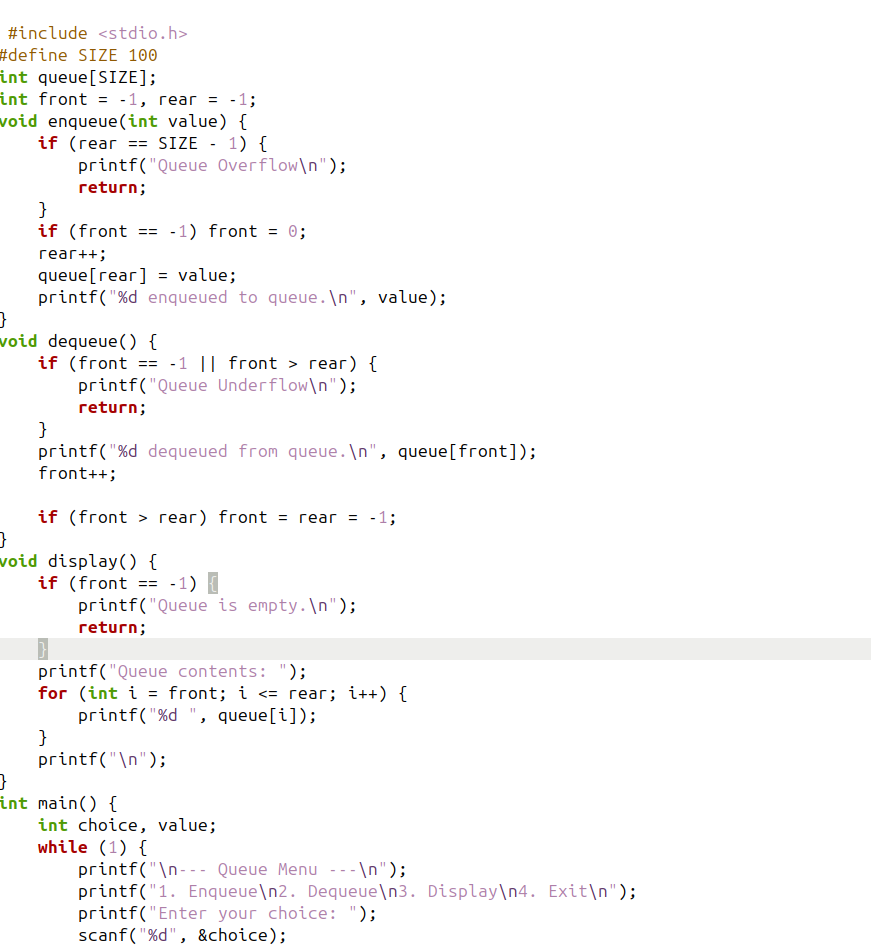 #include <stdio.h>
#define SIZE 100
int queue[SIZE];
int front = -1, rear = -1;
void enqueue(int value) {
    if (rear == SIZE - 1) {
        printf("Queue Overflow\n");
        return;
    }
    if (front == -1) front = 0;
    rear++;
    queue[rear] = value;
    printf("%d enqueued to queue.\n", value);
}
void dequeue() {
    if (front == -1 || front > rear) {
        printf("Queue Underflow\n");
        return;
    }
    printf("%d dequeued from queue.\n", queue[front]);
    front++;

    if (front > rear) front = rear = -1;
}
void display() {
    if (front == -1) {
        printf("Queue is empty.\n");
        return;
    }
    printf("Queue contents: ");
    for (int i = front; i <= rear; i++) {
        printf("%d ", queue[i]);
    }
    printf("\n");
}
int main() {
    int choice, value;
    while (1) {
        printf("\n--- Queue Menu ---\n");
        printf("1. Enqueue\n2. Dequeue\n3. Display\n4. Exit\n");
        printf("Enter your choice: ");
        scanf("%d", &choice);